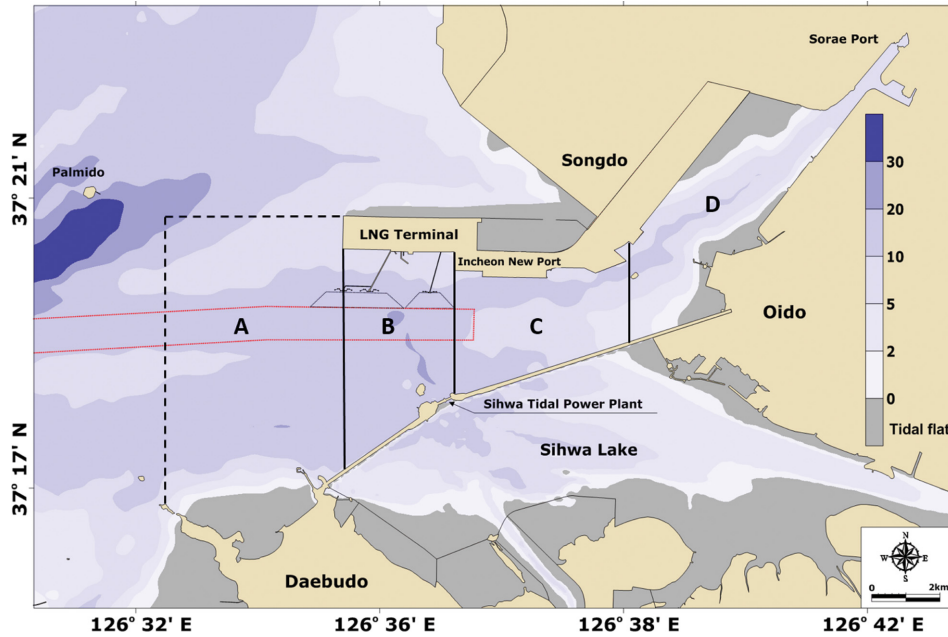 Sorae Port
37° 21' N
Palmido
Songdo
30
20
10
5
2
0
Tidal flat
D
LNG Terminal
Incheon New Port
A
B
C
Oido
Sihwa Tidal Power Plant
Sihwa Lake
37° 17' N
Daebudo
N
W E
S
0 2km
126° 32' E 126° 36' E 126° 38' E 126° 42' E